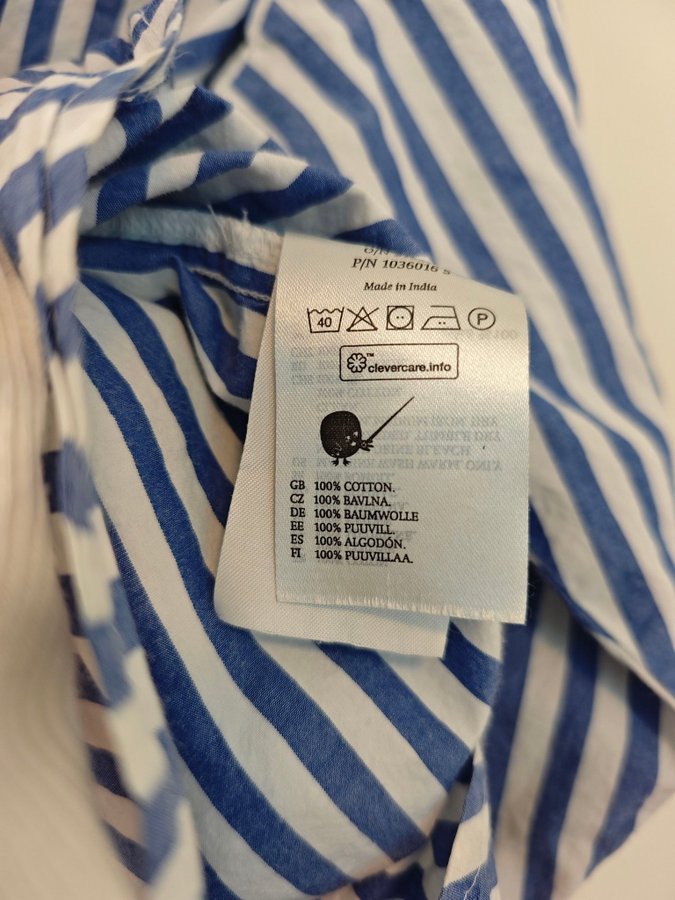 P/N 1036016 S
Made in India
40 P
™ clevercare.info
GB 100% COTTON.
CZ 100% BAVLNA.
DE 100% BAUMWOLLE
EE 100% PUUVILL.
ES 100% ALGODÓN.
FI 100% PUUVILLAA.